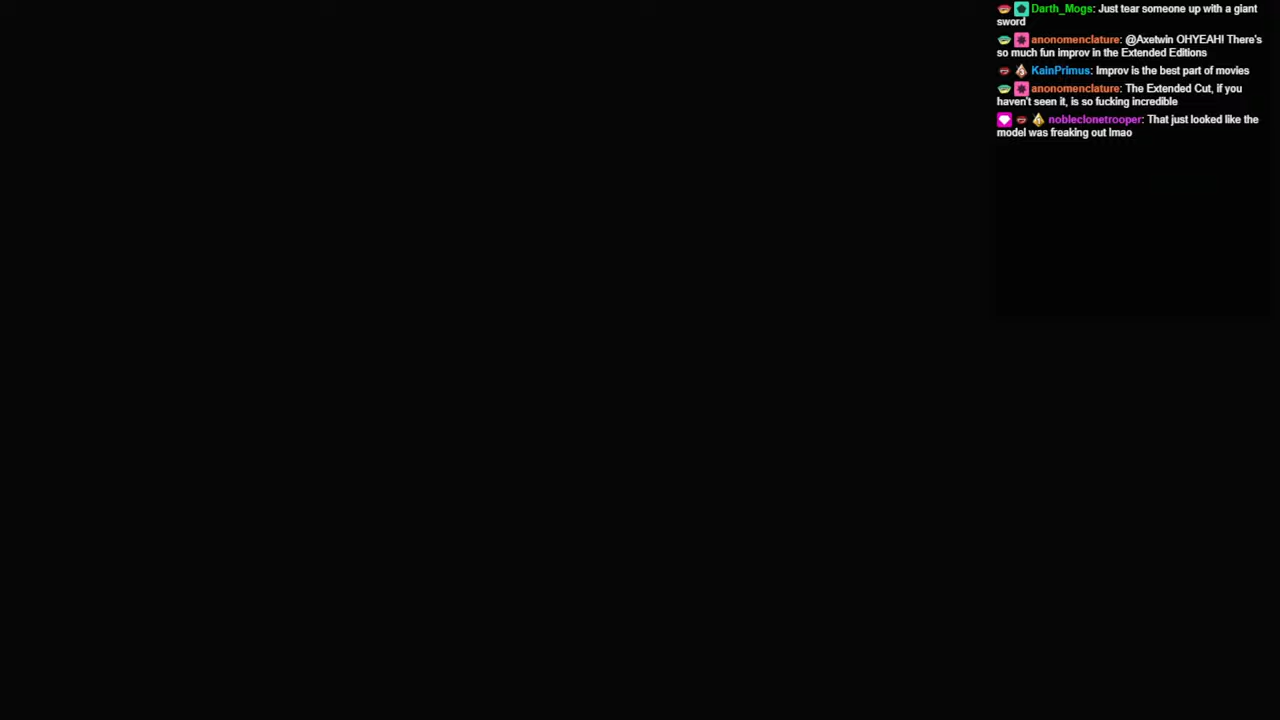 Darth_Mogs: Just tear someone up with a giant
sword
anonomenclature: @Axetwin OHYEAH! There's
so much fun improv in the Extended Editions
KainPrimus: Improv is the best part of movies
anonomenclature: The Extended Cut, if you
haven't seen it, is so fucking incredible
nobleclonetrooper: That just looked like the
model was freaking out lmao